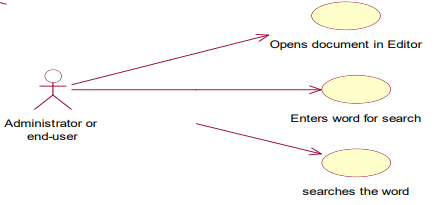 Opens document in Editor
Administrator or
end-user
Enters word for search
searches the word